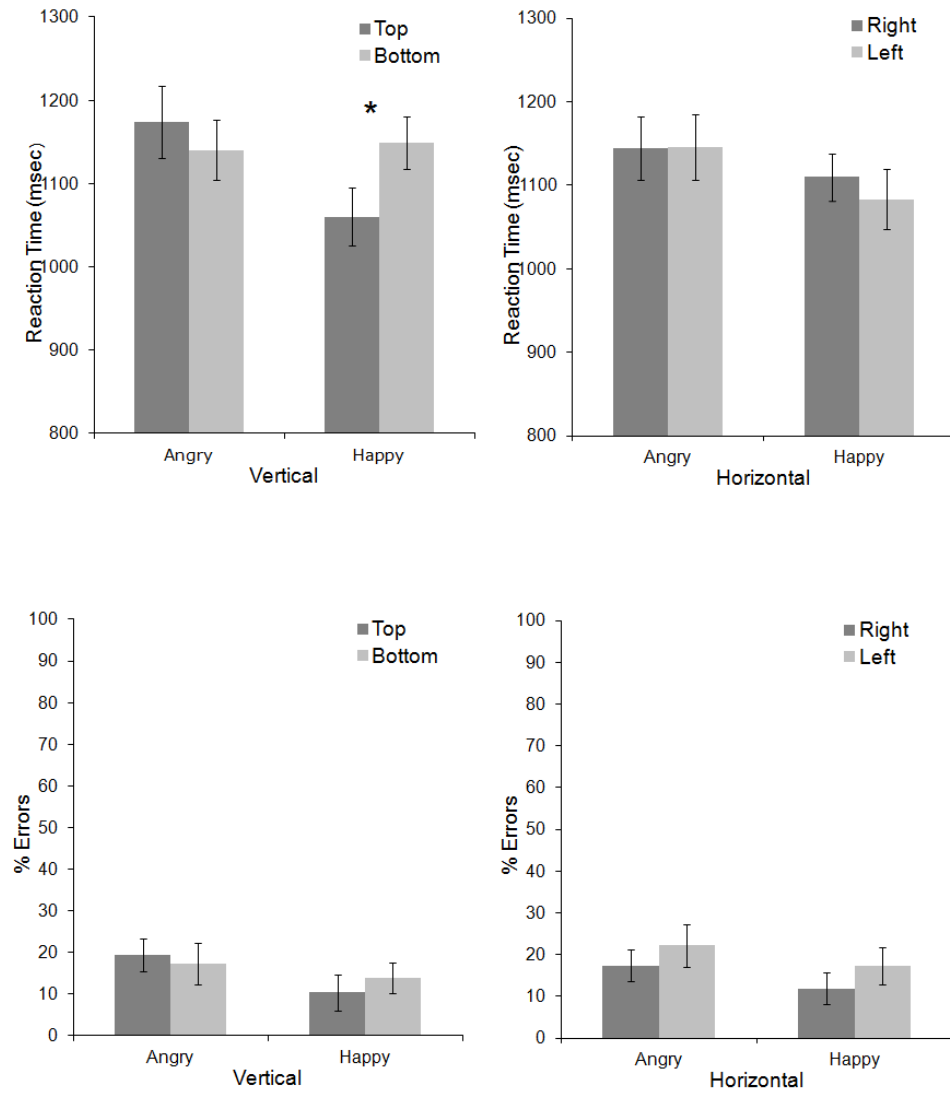 1300
1200
1100
1000
900
800
Reaction Time (msec)
Top
Bottom
*
Angry
Happy
Vertical
1300
1200
1100
1000
900
800
Reaction Time (msec)
Right
Left
Angry
Happy
Horizontal
100
90
80
70
60
50
40
30
20
10
0
% Errors
Top
Bottom
Angry
Happy
Vertical
100
90
80
70
60
50
40
30
20
10
0
% Errors
Right
Left
Angry
Happy
Horizontal